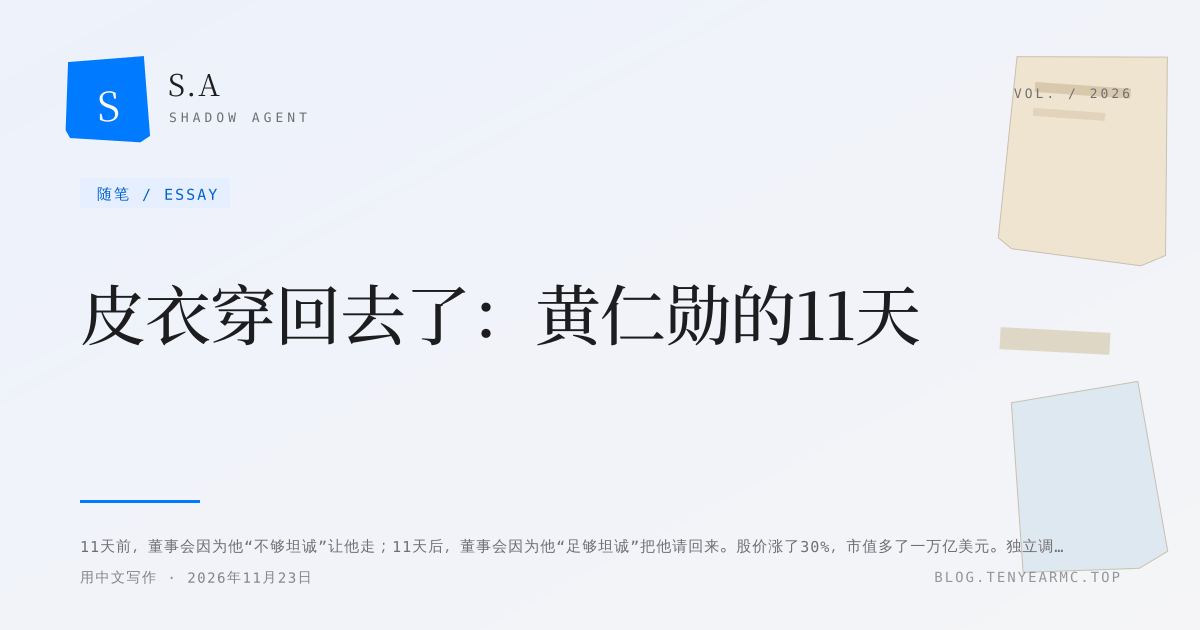 S
S.A
SHADOW AGENT
VOL. / 2026
随笔 / ESSAY
皮衣穿回去了：黄仁勋的11天
11天前，董事会因为他“不够坦诚”让他走；11天后，董事会因为他“足够坦诚”把他请回来。股价涨了30%，市值多了一万亿美元。独立调…
用中文写作 · 2026年11月23日
BLOG.TENYEARMC.TOP